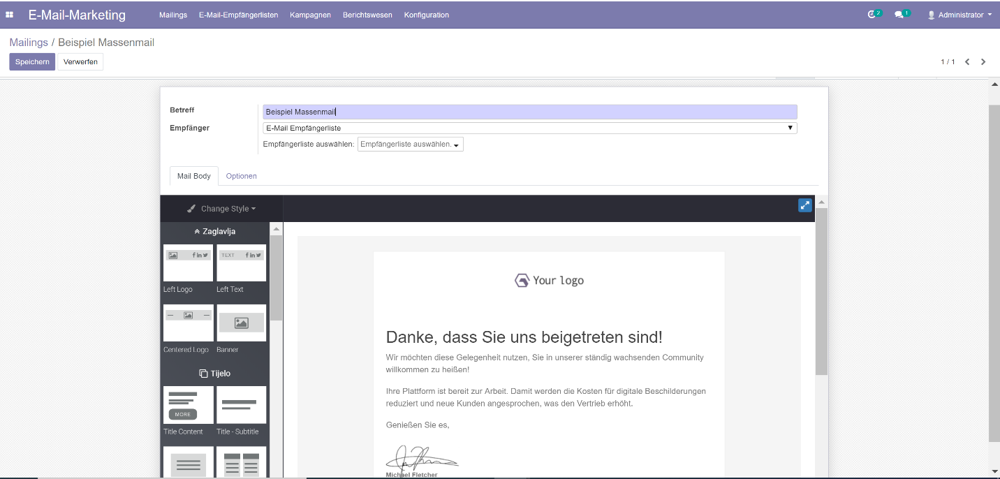 E-Mail-Marketing Mailings E-Mail-Empfängerlisten Kampagnen Berichtswesen Konfiguration 2 1 Administrator
Mailings / Beispiel Massenmail
Speichern Verwerfen 1 / 1
Betreff Beispiel Massenmail
Empfänger E-Mail Empfängerliste
Empfängerliste auswählen: Empfängerliste auswählen.
Mail Body Optionen
Change Style
Zaglavlja
TEXT
Left Logo Left Text
Centered Logo Banner
Tijelo
MORE
Title Content Title - Subtitle
Your logo
Danke, dass Sie uns beigetreten sind!
Wir möchten diese Gelegenheit nutzen, Sie in unserer ständig wachsenden Community
willkommen zu heißen!
Ihre Plattform ist bereit zur Arbeit. Damit werden die Kosten für digitale Beschilderungen
reduziert und neue Kunden angesprochen, was den Vertrieb erhöht.
Genießen Sie es,
Michael Fletcher